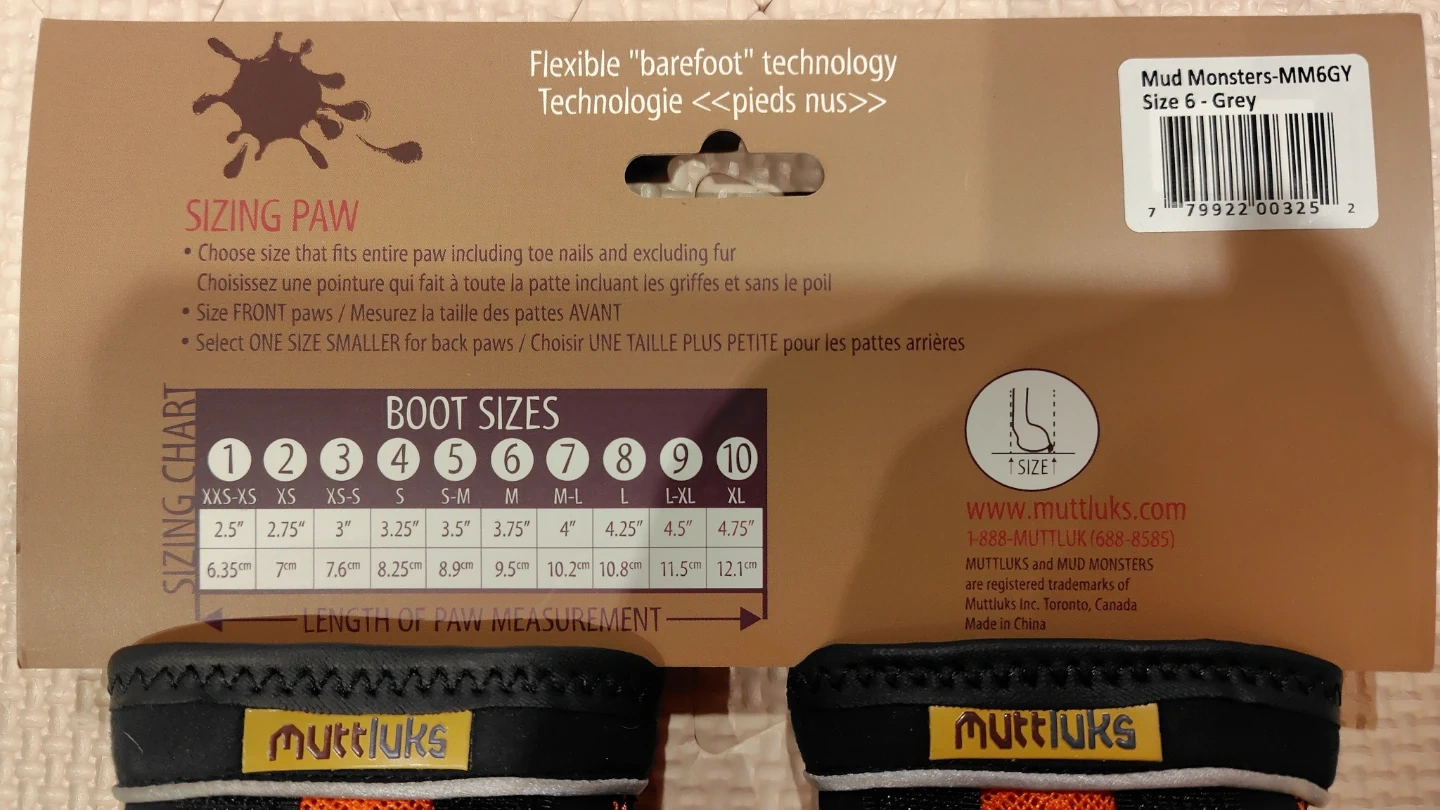 Flexible "barefoot" technology
Technologie <<pieds nus>>
Mud Monsters-MM6GY
Size 6 - Grey
7 79922 00325 2
SIZING PAW
• Choose size that fits entire paw including toe nails and excluding fur
Choisissez une pointure qui fait à toute la patte incluant les griffes et sans le poil
• Size FRONT paws / Mesurez la taille des pattes AVANT
• Select ONE SIZE SMALLER for back paws / Choisir UNE TAILLE PLUS PETITE pour les pattes arrières
SIZING CHART
BOOT SIZES
1 2 3 4 5 6 7 8 9 10
XXS-XS XS XS-S S S-M M M-L L L-XL XL
2.5" 2.75" 3" 3.25" 3.5" 3.75" 4" 4.25" 4.5" 4.75"
6.35cm 7cm 7.6cm 8.25cm 8.9cm 9.5cm 10.2cm 10.8cm 11.5cm 12.1cm
LENGTH OF PAW MEASUREMENT
SIZE
www.muttluks.com
1-888-MUTTLUK (688-8585)
MUTTLUKS and MUD MONSTERS
are registered trademarks of
Muttluks Inc. Toronto, Canada
Made in China
muttluks
muttluks